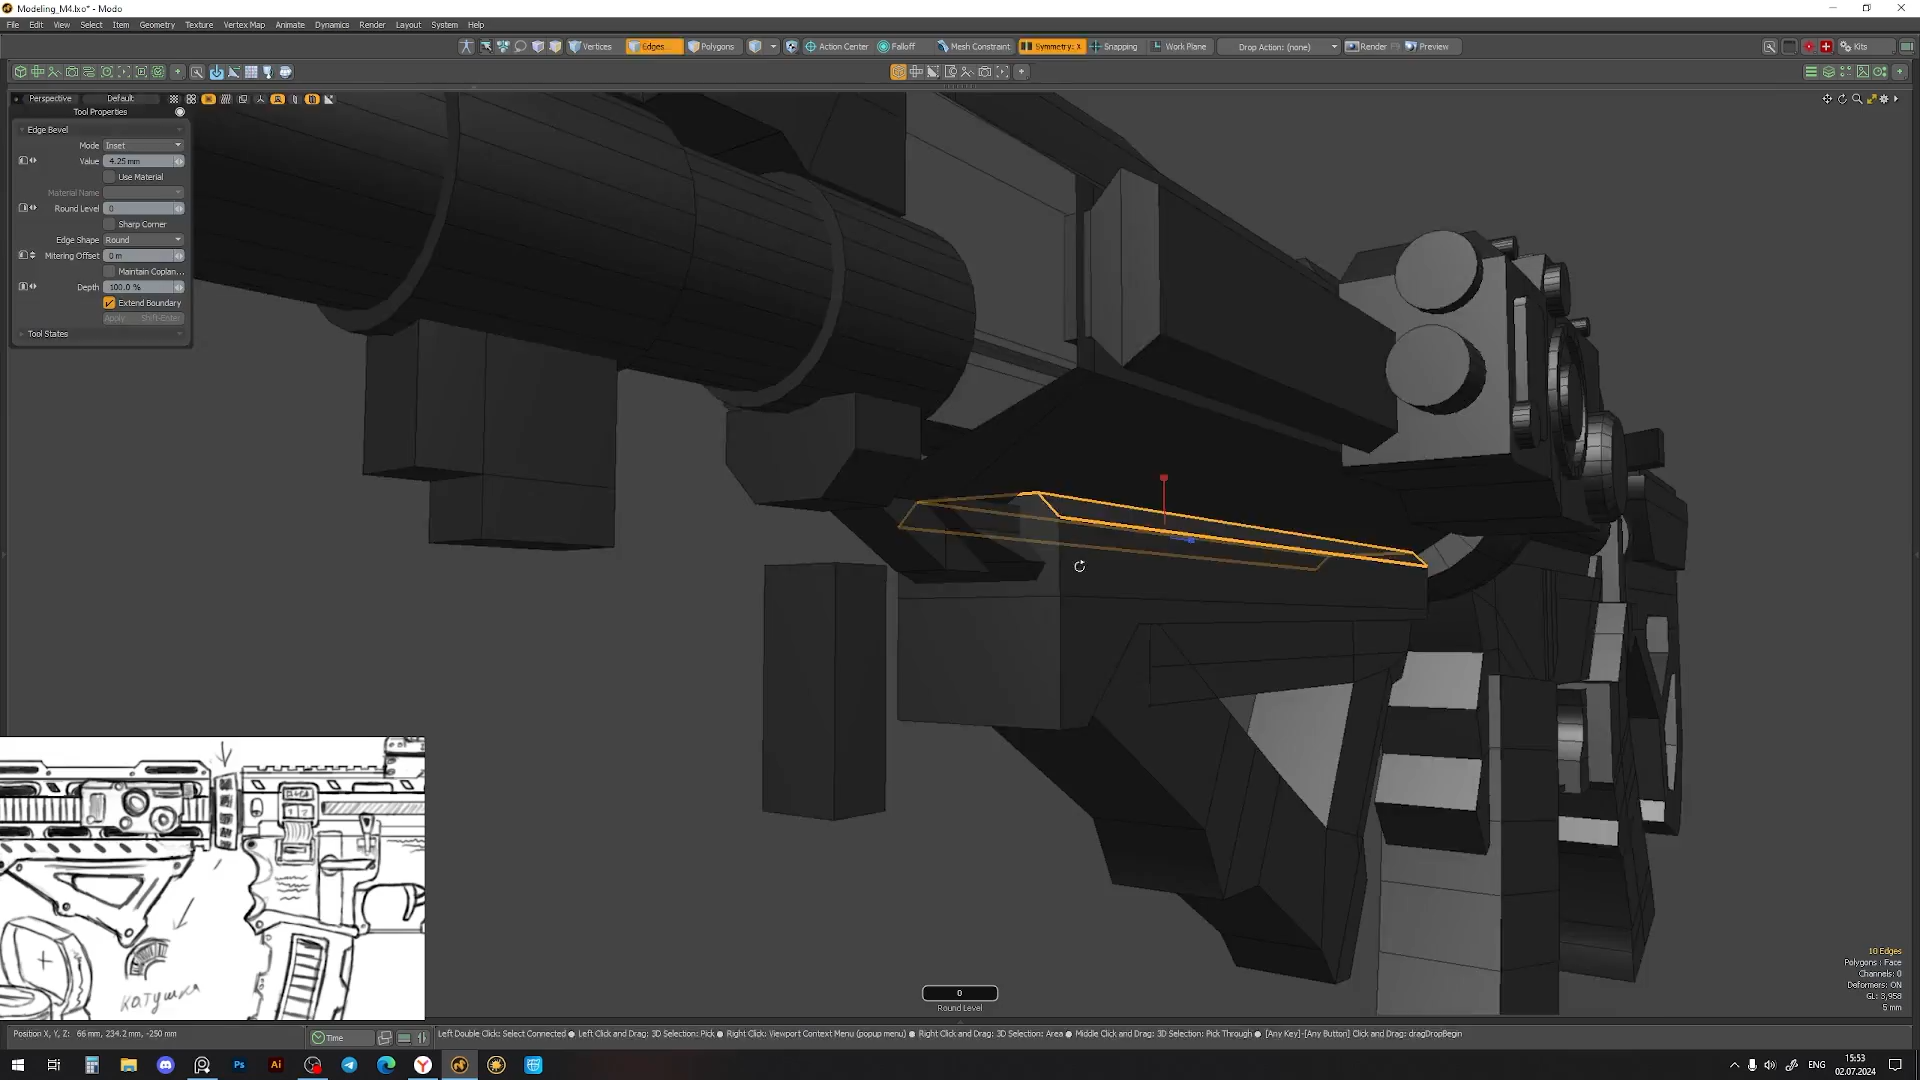 Modeling_M4.lxo* - Modo
File Edit View Select Item Geometry Texture Vertex Map Animate Dynamics Render Layout System Help
Vertices Edges... Polygons Action Center Falloff Mesh Constraint Symmetry: X Snapping Work Plane Drop Action: (none) Render Preview Kits
Perspective Default
Tool Properties
Edge Bevel
Mode Inset
Value 4.25 mm
Use Material
Material Name
Round Level 0
Sharp Corner
Edge Shape Round
Mitering Offset 0 m
Maintain Coplan...
Depth 100.0 %
Extend Boundary
Apply Shift-Enter
Tool States
катушка
10 Edges
Polygons : Face
Channels: 0
Deformers: ON
GL: 3,958
5 mm
0
Round Level
Position X, Y, Z: 66 mm, 234.2 mm, -250 mm
Time
Left Double Click: Select Connected ● Left Click and Drag: 3D Selection: Pick ● Right Click: Viewport Context Menu (popup menu) ● Right Click and Drag: 3D Selection: Area ● Middle Click and Drag: 3D Selection: Pick Through ● [Any Key]-[Any Button] Click and Drag: dragDropBegin
Ps Ai
ENG
15:53
02.07.2024